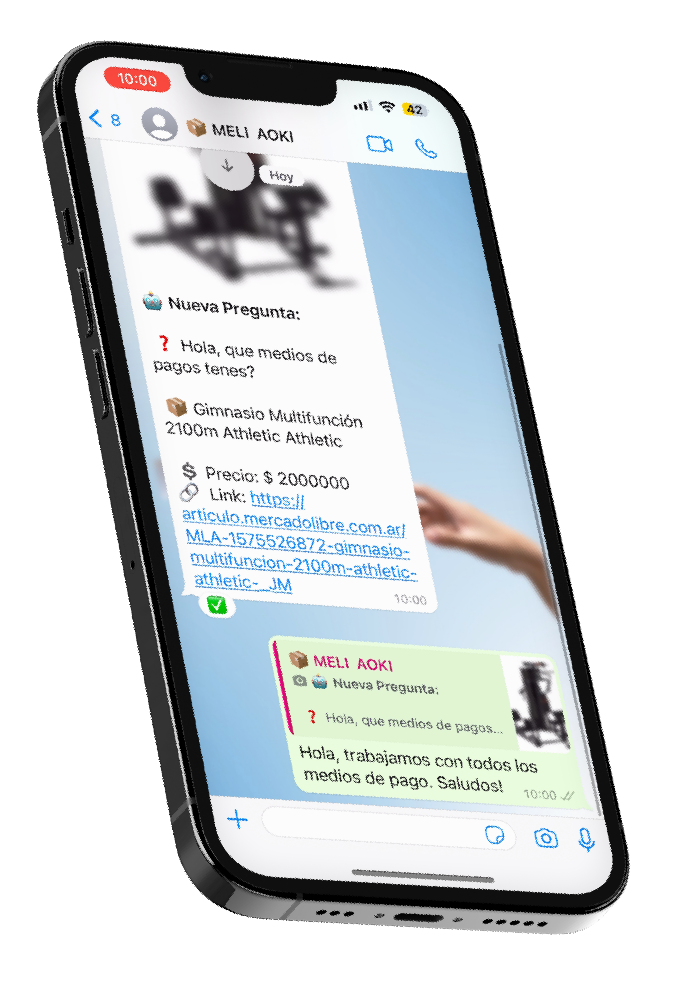 10:00
42
8
📦 MELI AOKI
Hoy
🤖 Nueva Pregunta:
❓ Hola, que medios de
pagos tenes?
📦 Gimnasio Multifunción
2100m Athletic Athletic
💲 Precio: $ 2000000
🔗 Link: https://
articulo.mercadolibre.com.ar/
MLA-1575526872-gimnasio-
multifuncion-2100m-athletic-
athletic-_JM
10:00
✅
📦 MELI AOKI
📷 🤖 Nueva Pregunta:
❓ Hola, que medios de pagos...
Hola, trabajamos con todos los
medios de pago. Saludos!
10:00